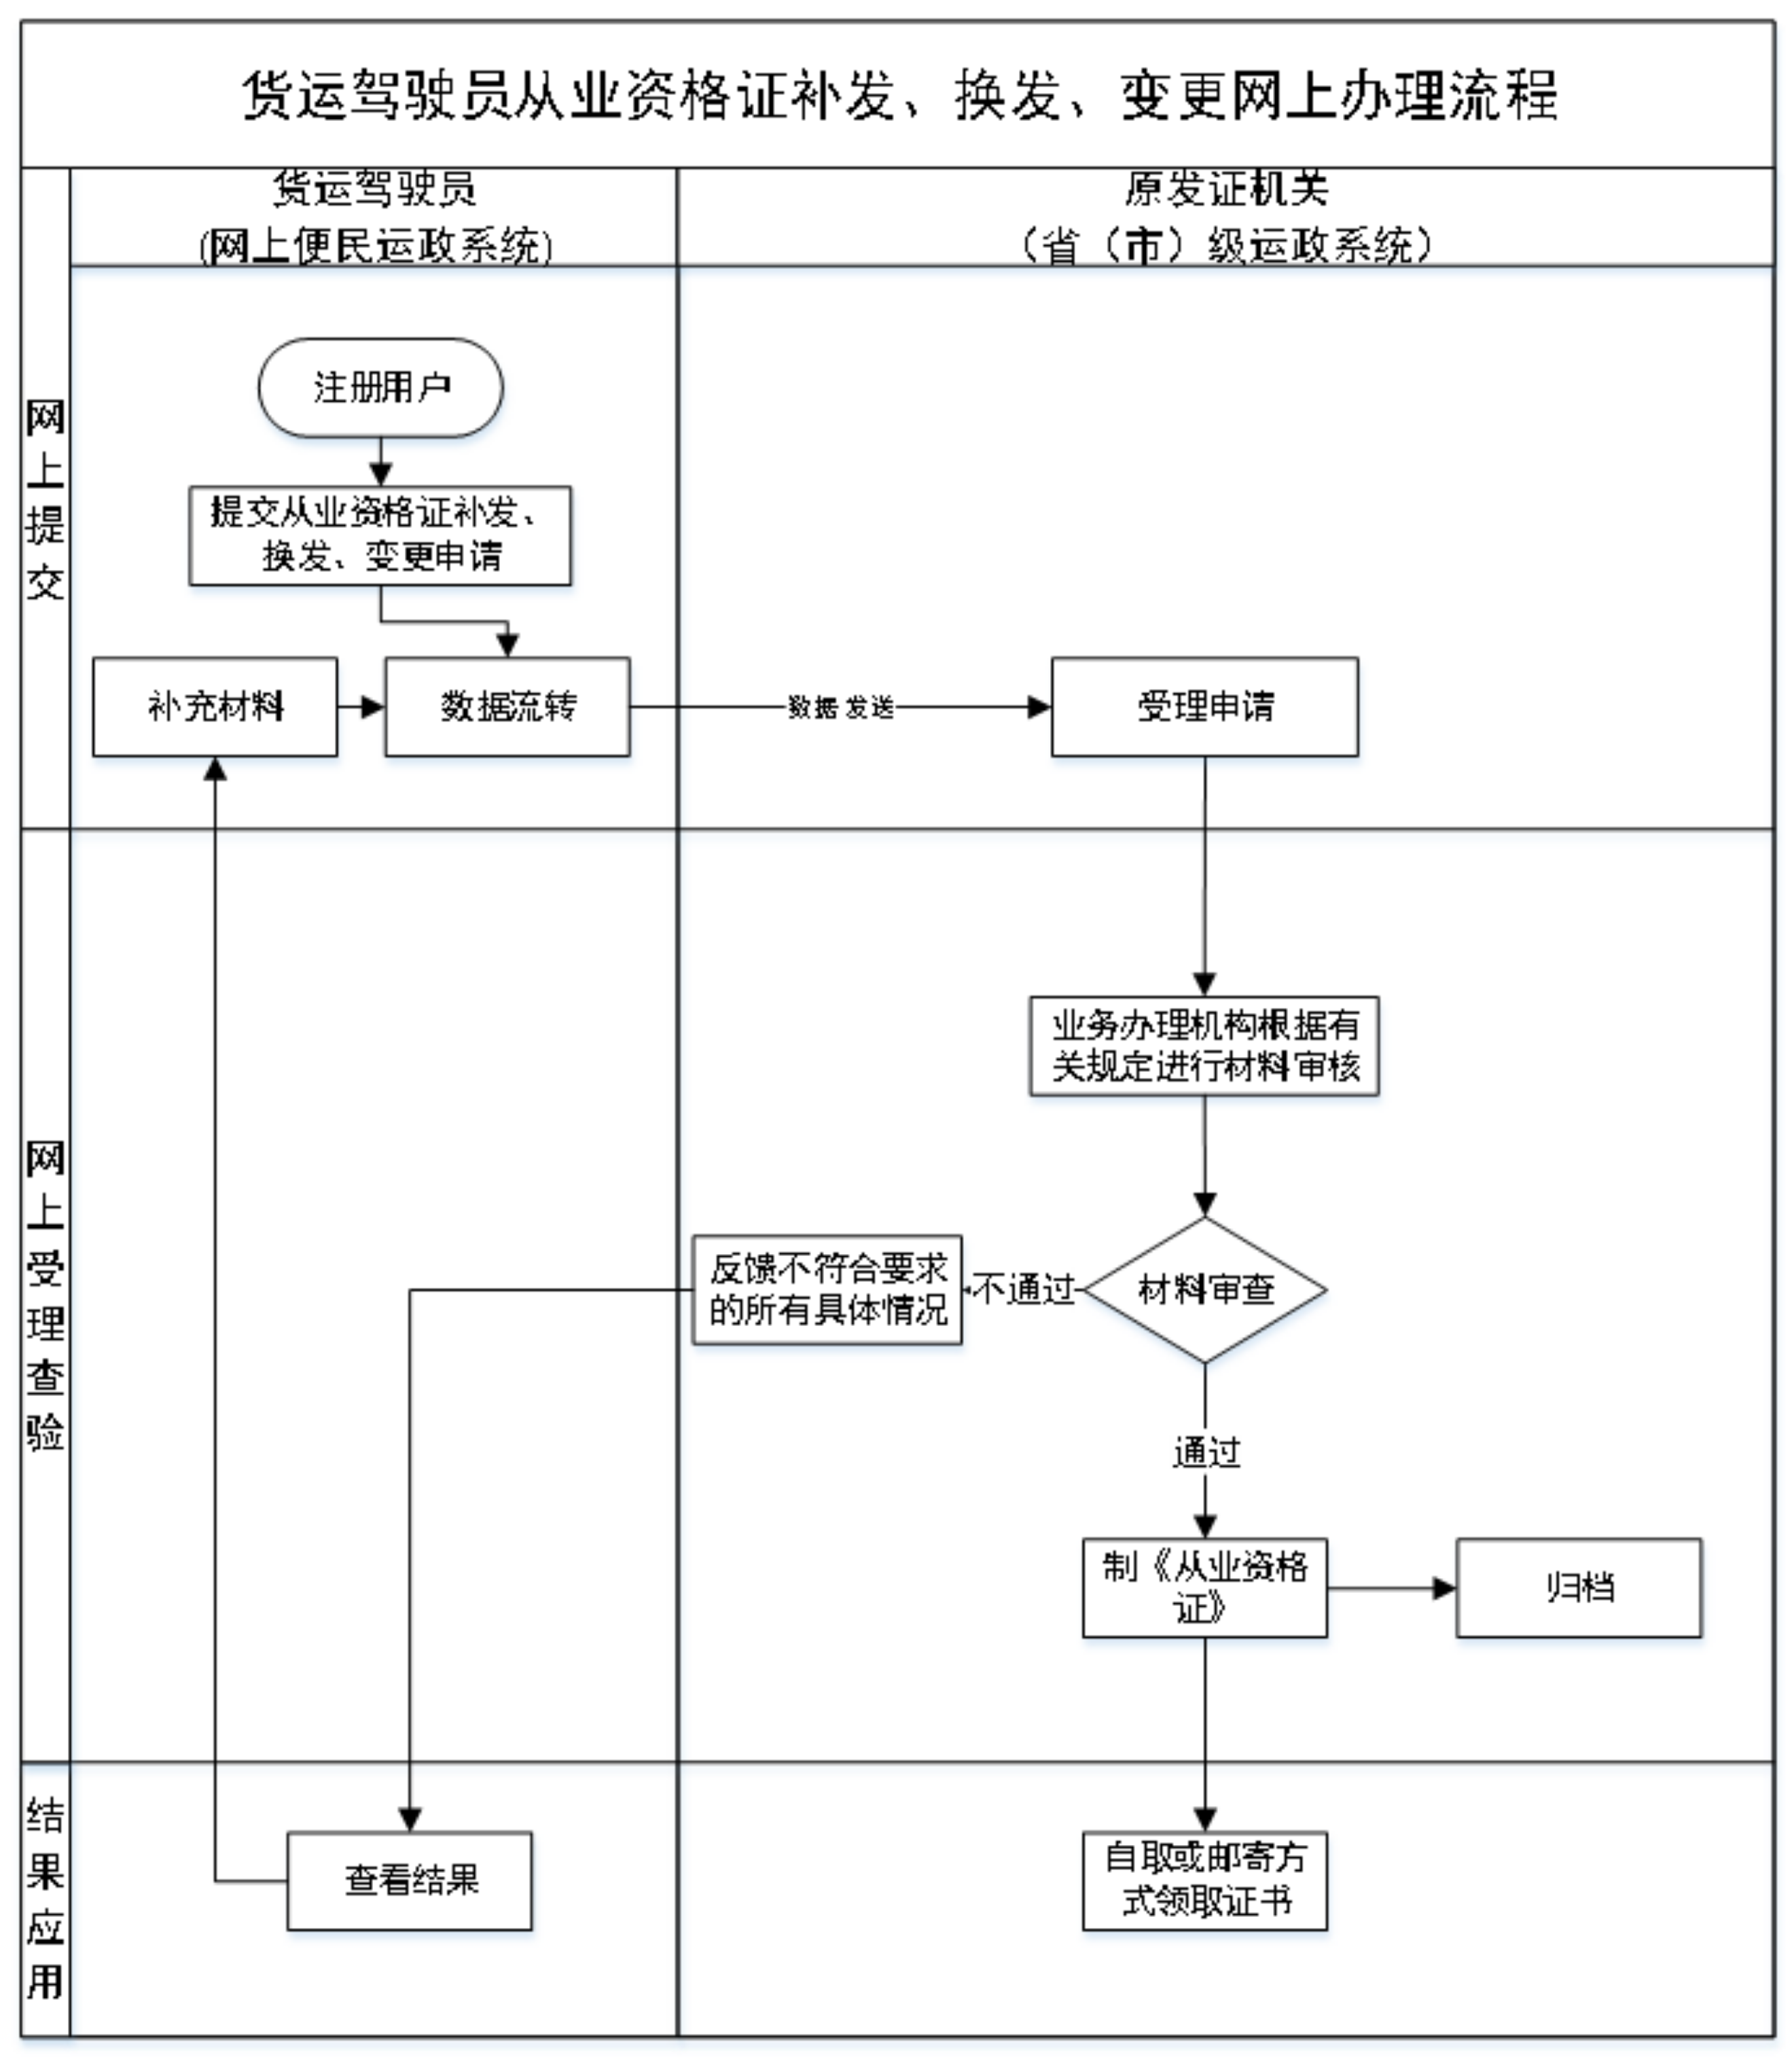 货运驾驶员从业资格证补发、换发、变更网上办理流程
货运驾驶员
(网上便民运政系统)
原发证机关
（省（市）级运政系统）
网上提交
注册用户
提交从业资格证补发、
换发、变更申请
补充材料
数据流转
数据发送
受理申请
网上受理查验
业务办理机构根据有
关规定进行材料审核
反馈不符合要求
的所有具体情况
不通过
材料审查
通过
制《从业资格
证》
归档
结果应用
查看结果
自取或邮寄方
式领取证书